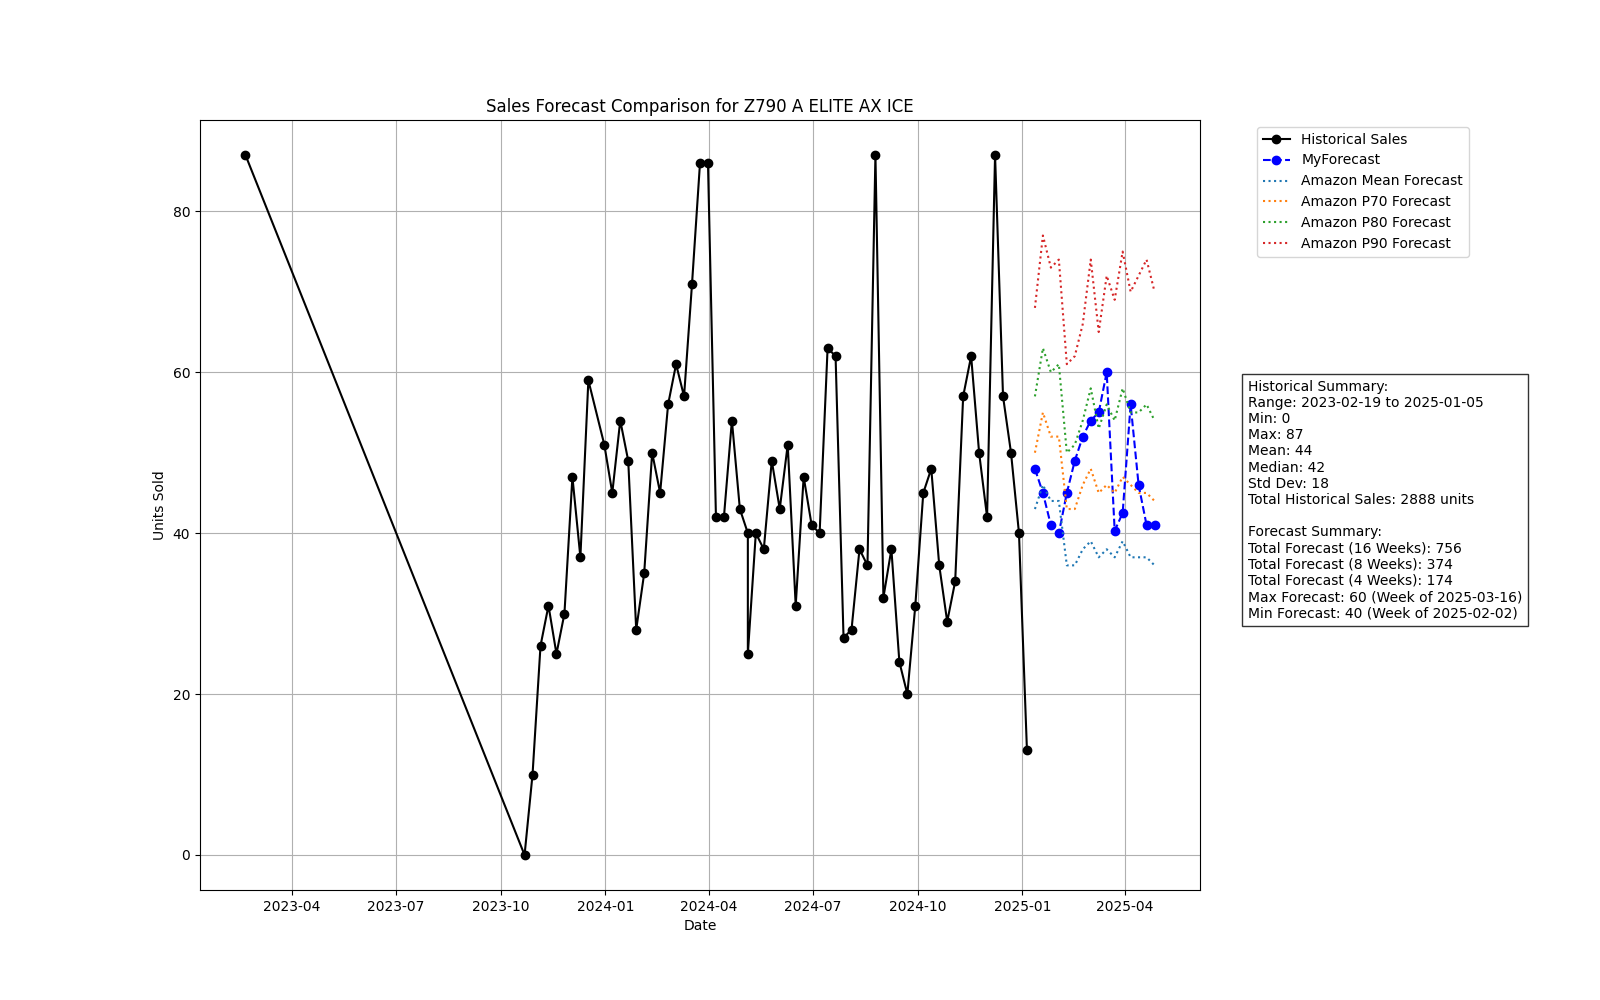 Sales Forecast Comparison for Z790 A ELITE AX ICE
Historical Sales
MyForecast
Amazon Mean Forecast
Amazon P70 Forecast
Amazon P80 Forecast
Amazon P90 Forecast
80
60
40
20
0
Units Sold
2023-04
2023-07
2023-10
2024-01
2024-04
2024-07
2024-10
2025-01
2025-04
Date
Historical Summary:
Range: 2023-02-19 to 2025-01-05
Min: 0
Max: 87
Mean: 44
Median: 42
Std Dev: 18
Total Historical Sales: 2888 units
Forecast Summary:
Total Forecast (16 Weeks): 756
Total Forecast (8 Weeks): 374
Total Forecast (4 Weeks): 174
Max Forecast: 60 (Week of 2025-03-16)
Min Forecast: 40 (Week of 2025-02-02)